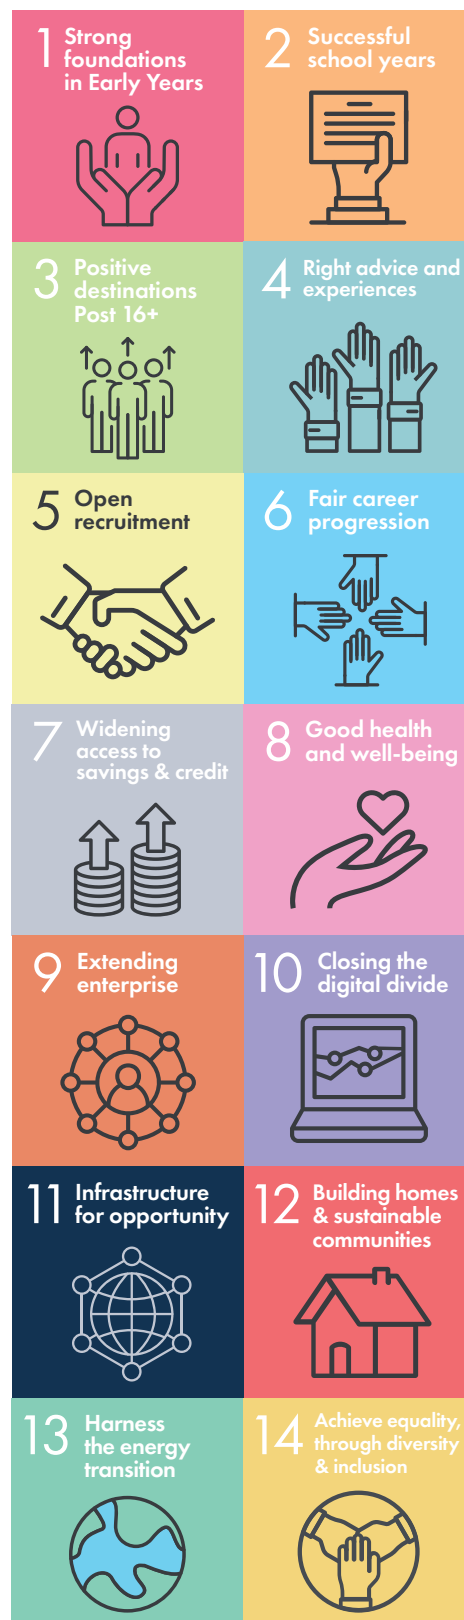 1 Strong
foundations
in Early Years
2 Successful
school years
3 Positive
destinations
Post 16+
4 Right advice and
experiences
5 Open
recruitment
6 Fair career
progression
7 Widening
access to
savings & credit
8 Good health
and well-being
9 Extending
enterprise
10 Closing the
digital divide
11 Infrastructure
for opportunity
12 Building homes
& sustainable
communities
13 Harness
the energy
transition
14 Achieve equality,
through diversity
& inclusion